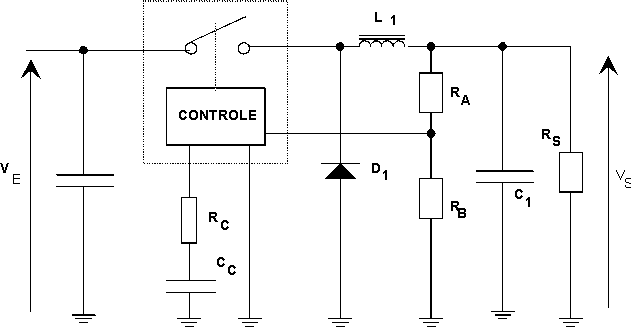 L 1
R A
CONTROLE
R S
V E
D 1
V S
C 1
R B
R C
C C